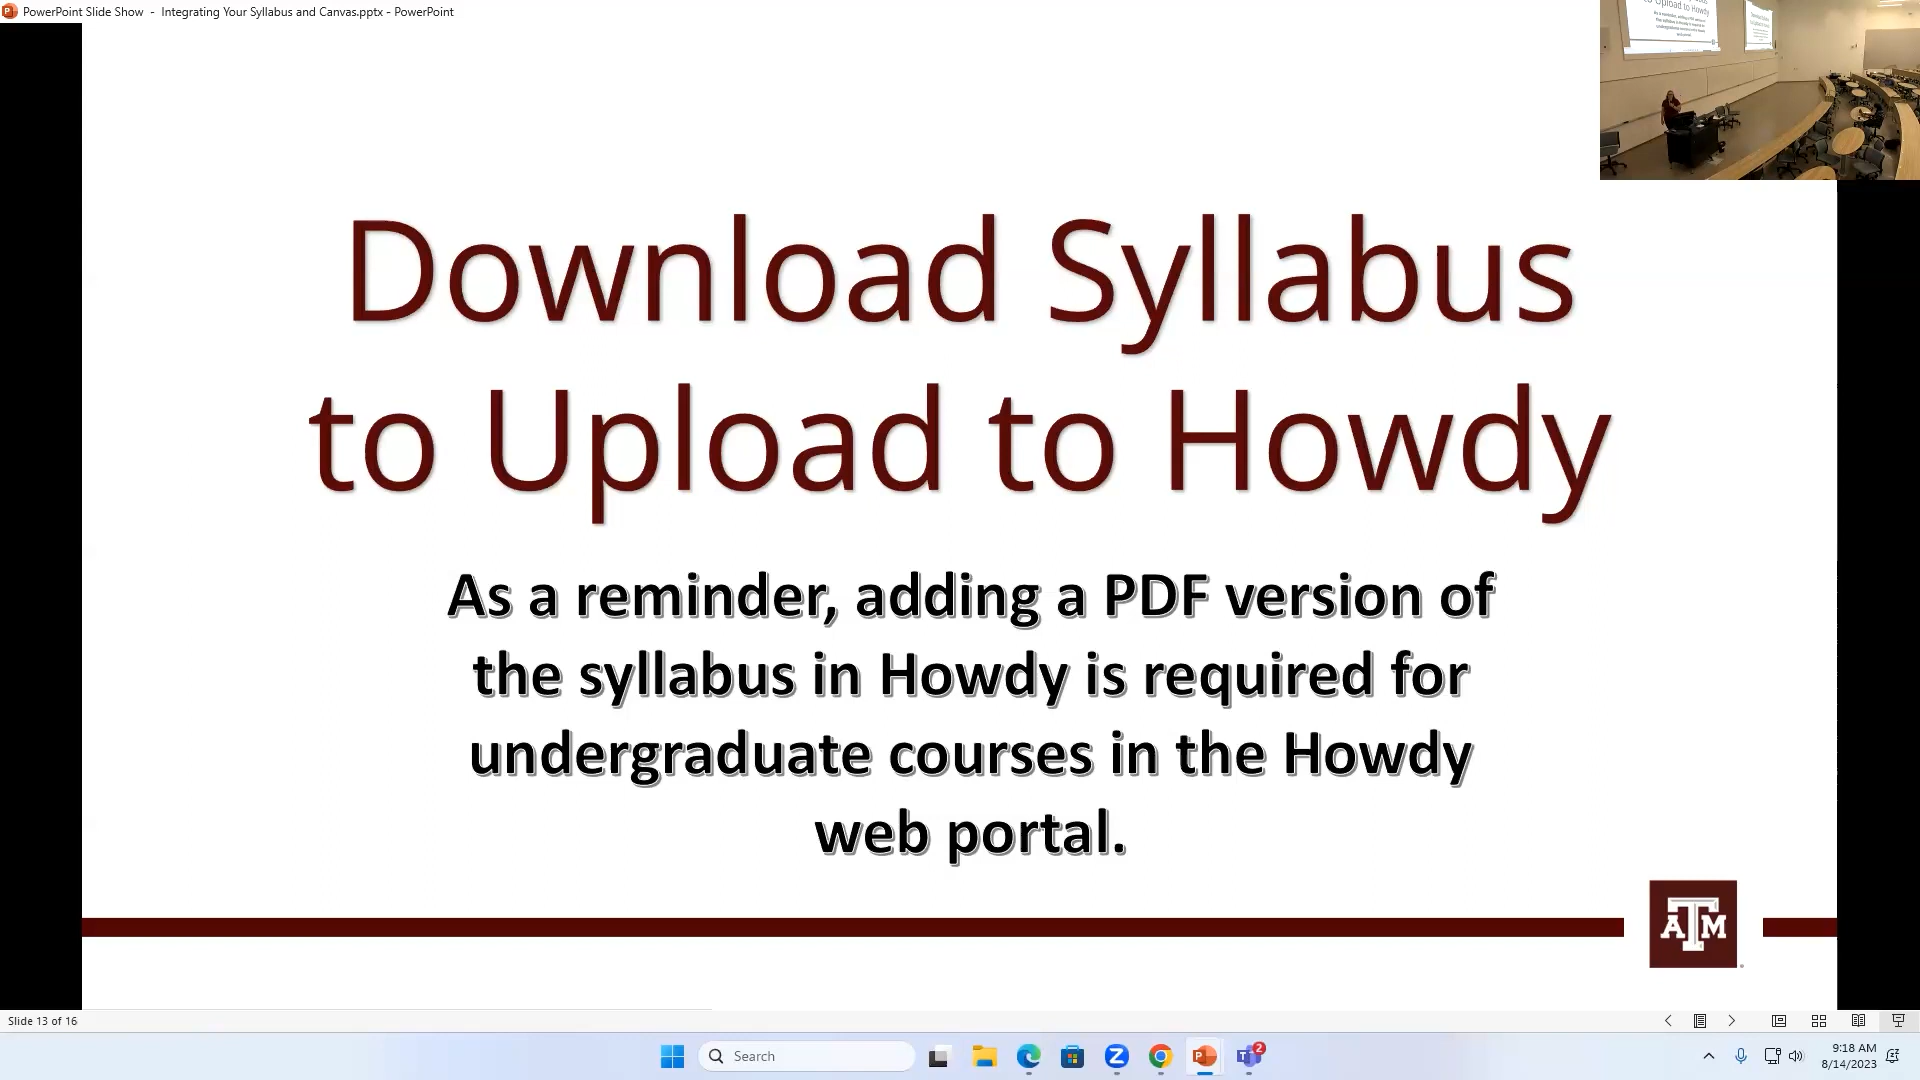 PowerPoint Slide Show - Integrating Your Syllabus and Canvas.pptx - PowerPoint
Download Syllabus
to Upload to Howdy
As a reminder, adding a PDF version of
the syllabus in Howdy is required for
undergraduate courses in the Howdy
web portal.
ATM
Slide 13 of 16
Search
2
9:18 AM
8/14/2023